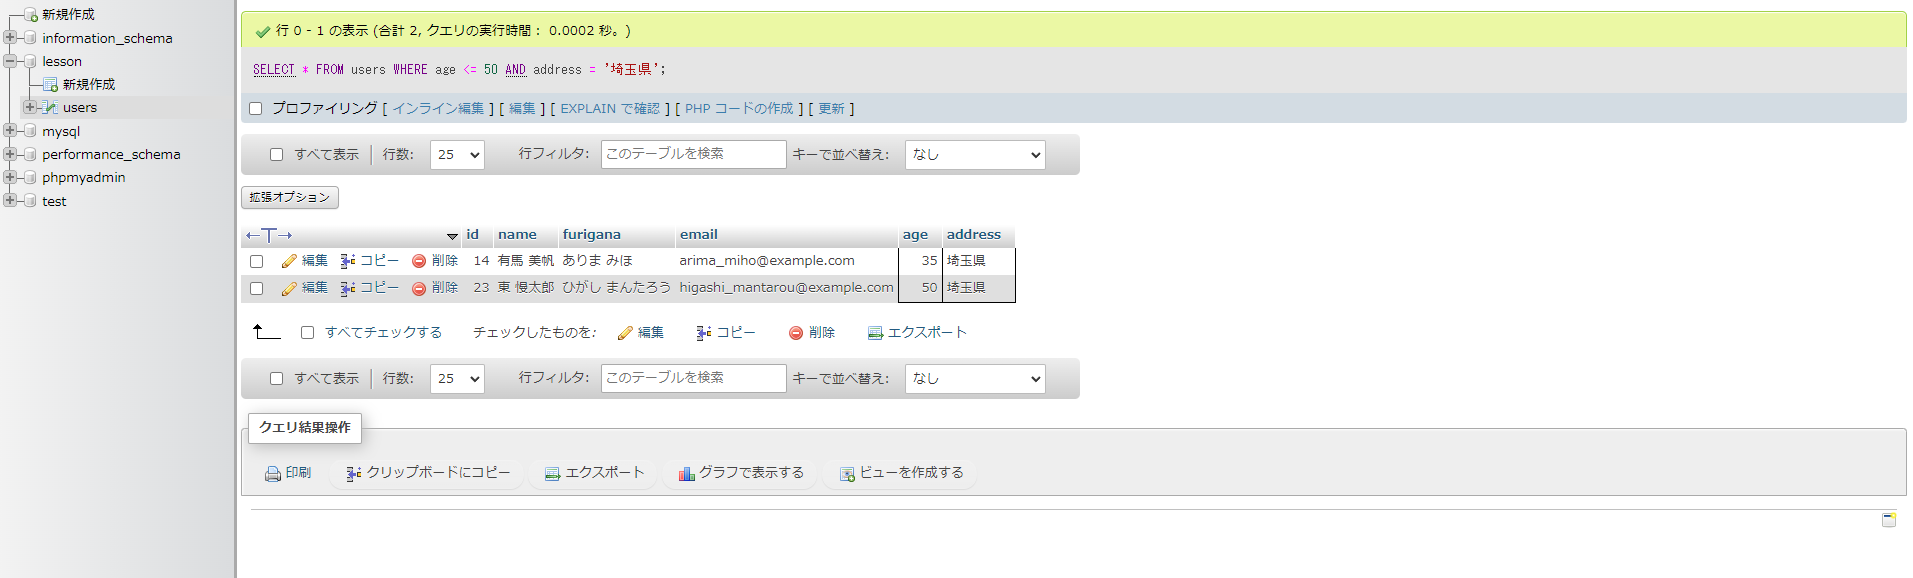 新規作成
information_schema
lesson
新規作成
users
mysql
performance_schema
phpmyadmin
test
行 0 - 1 の表示 (合計 2, クエリの実行時間： 0.0002 秒。)
SELECT * FROM users WHERE age <= 50 AND address = '埼玉県';
プロファイリング [ インライン編集 ] [ 編集 ] [ EXPLAIN で確認 ] [ PHP コードの作成 ] [ 更新 ]
すべて表示 行数: 25 行フィルタ: このテーブルを検索 キーで並べ替え: なし
拡張オプション
←T→ id name furigana email age address
編集 コピー 削除 14 有馬 美帆 ありま みほ arima_miho@example.com 35 埼玉県
編集 コピー 削除 23 東 慢太郎 ひがし まんたろう higashi_mantarou@example.com 50 埼玉県
すべてチェックする チェックしたものを: 編集 コピー 削除 エクスポート
すべて表示 行数: 25 行フィルタ: このテーブルを検索 キーで並べ替え: なし
クエリ結果操作
印刷 クリップボードにコピー エクスポート グラフで表示する ビューを作成する